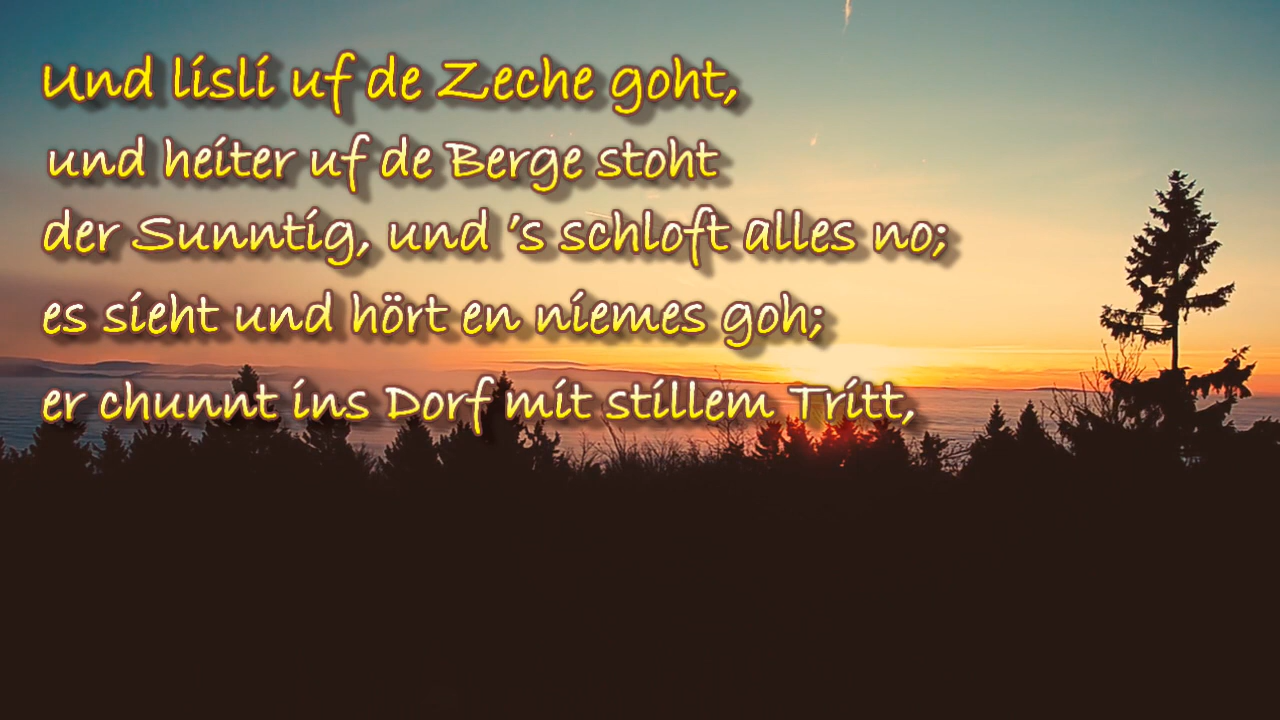 Und lisli uf de Zeche goht,
und heiter uf de Berge stoht
der Sunntig, und ’s schloft alles no;
es sieht und hört en niemes goh;
er chunnt ins Dorf mit stillem Tritt,